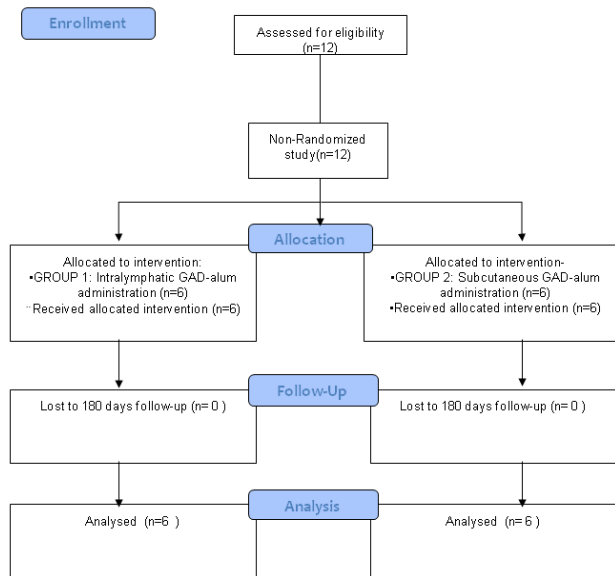 Enrollment
Assessed for eligibility
(n=12)
Non-Randomized
study(n=12)
Allocation
Allocated to intervention:
▪GROUP 1: Intralymphatic GAD-alum
administration (n=6)
¨Received allocated intervention (n=6)
Allocated to intervention-
▪GROUP 2: Subcutaneous GAD-alum
administration (n=6)
▪Received allocated intervention (n=6)
Follow-Up
Lost to 180 days follow-up (n= 0 )
Lost to 180 days follow-up (n= 0 )
Analysis
Analysed (n=6 )
Analysed (n= 6 )